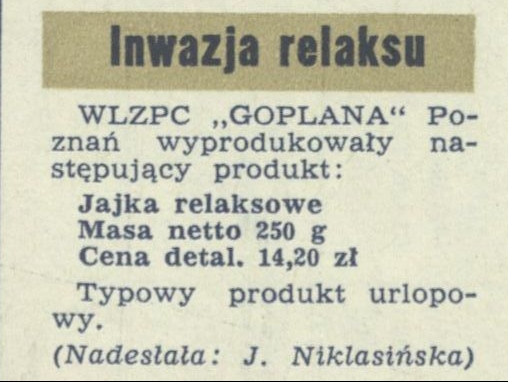 Inwazja relaksu
WLZPC „GOPLANA“ Po-
znań wyprodukowały na-
stępujący produkt:
Jajka relaksowe
Masa netto 250 g
Cena detal. 14,20 zł
Typowy produkt urlopo-
wy.
(Nadesłała: J. Niklasińska)